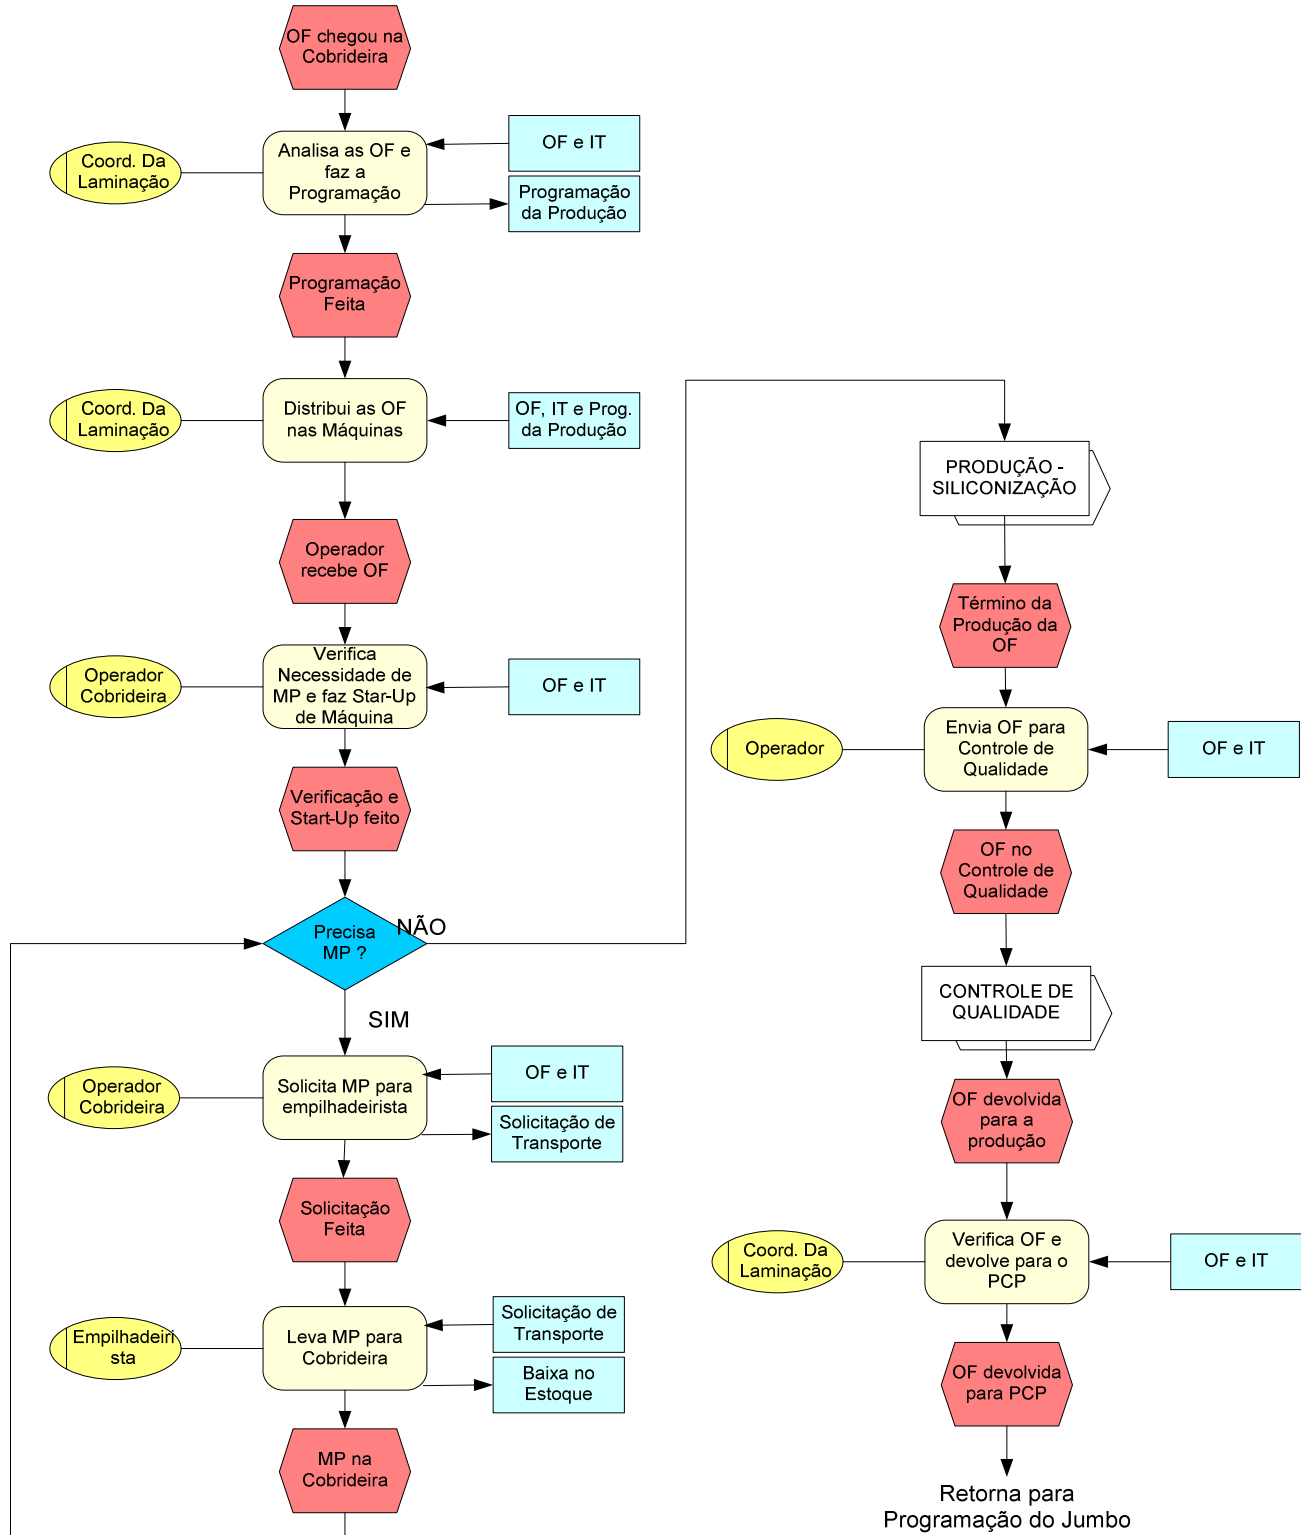 OF chegou na
Cobrideira
Coord. Da
Laminação
Analisa as OF e
faz a
Programação
OF e IT
Programação
da Produção
Programação
Feita
Coord. Da
Laminação
Distribui as OF
nas Máquinas
OF, IT e Prog.
da Produção
Operador
recebe OF
Operador
Cobrideira
Verifica
Necessidade de
MP e faz Star-Up
de Máquina
OF e IT
Verificação e
Start-Up feito
Precisa
MP ?
NÃO
SIM
Operador
Cobrideira
Solicita MP para
empilhadeirista
OF e IT
Solicitação de
Transporte
Solicitação
Feita
Empilhadeiri
sta
Leva MP para
Cobrideira
Solicitação de
Transporte
Baixa no
Estoque
MP na
Cobrideira
PRODUÇÃO -
SILICONIZAÇÃO
Término da
Produção da
OF
Operador
Envia OF para
Controle de
Qualidade
OF e IT
OF no
Controle de
Qualidade
CONTROLE DE
QUALIDADE
OF devolvida
para a
produção
Coord. Da
Laminação
Verifica OF e
devolve para o
PCP
OF e IT
OF devolvida
para PCP
Retorna para
Programação do Jumbo